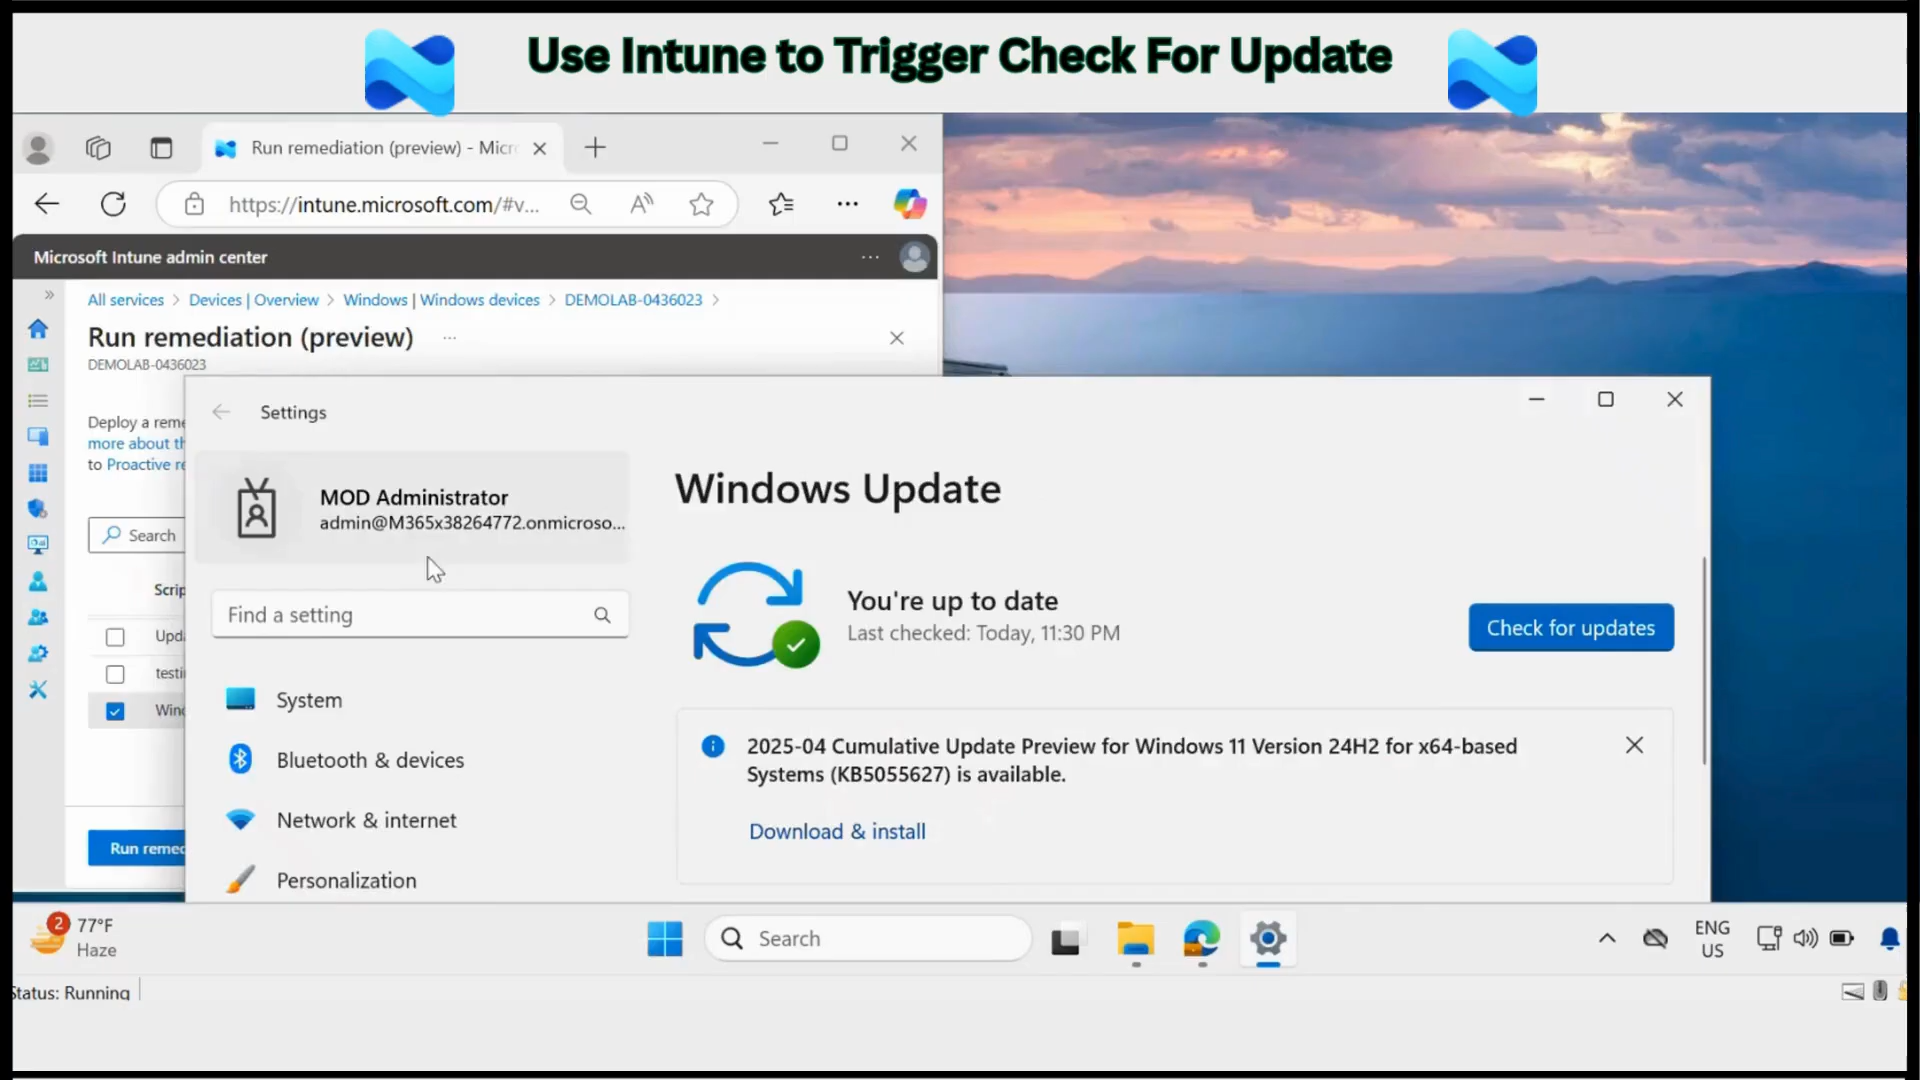 Use Intune to Trigger Check For Update
Run remediation (preview) - Micr
https://intune.microsoft.com/#v...
Microsoft Intune admin center
All services > Devices | Overview > Windows | Windows devices > DEMOLAB-0436023 >
Run remediation (preview) ...
DEMOLAB-0436023
Deploy a reme
more about th
to Proactive re
Search
Scrip
Upda
testin
Wind
Run remed
Settings
MOD Administrator
admin@M365x38264772.onmicroso...
Find a setting
System
Bluetooth & devices
Network & internet
Personalization
Windows Update
You're up to date
Last checked: Today, 11:30 PM
Check for updates
2025-04 Cumulative Update Preview for Windows 11 Version 24H2 for x64-based
Systems (KB5055627) is available.
Download & install
2
77°F
Haze
Search
ENG
US
Status: Running